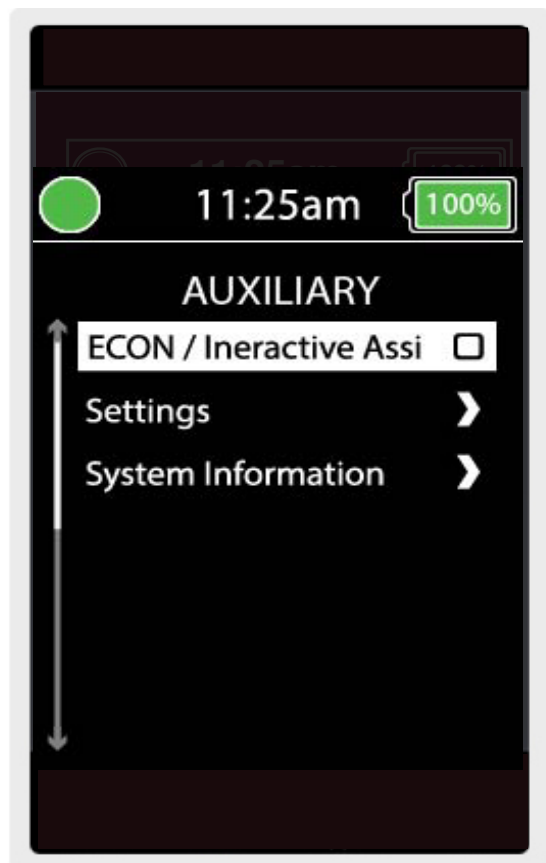 11:25am 100%
AUXILIARY
ECON / Ineractive Assi
Settings
System Information